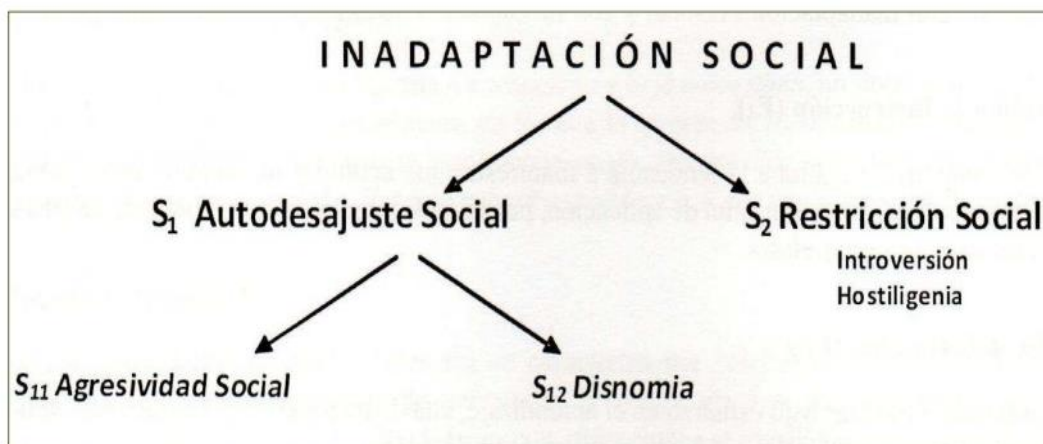 INADAPTACIÓN SOCIAL
S₁ Autodesajuste Social
S₂ Restricción Social
Introversión
Hostiligenia
S₁₁ Agresividad Social
S₁₂ Disnomia